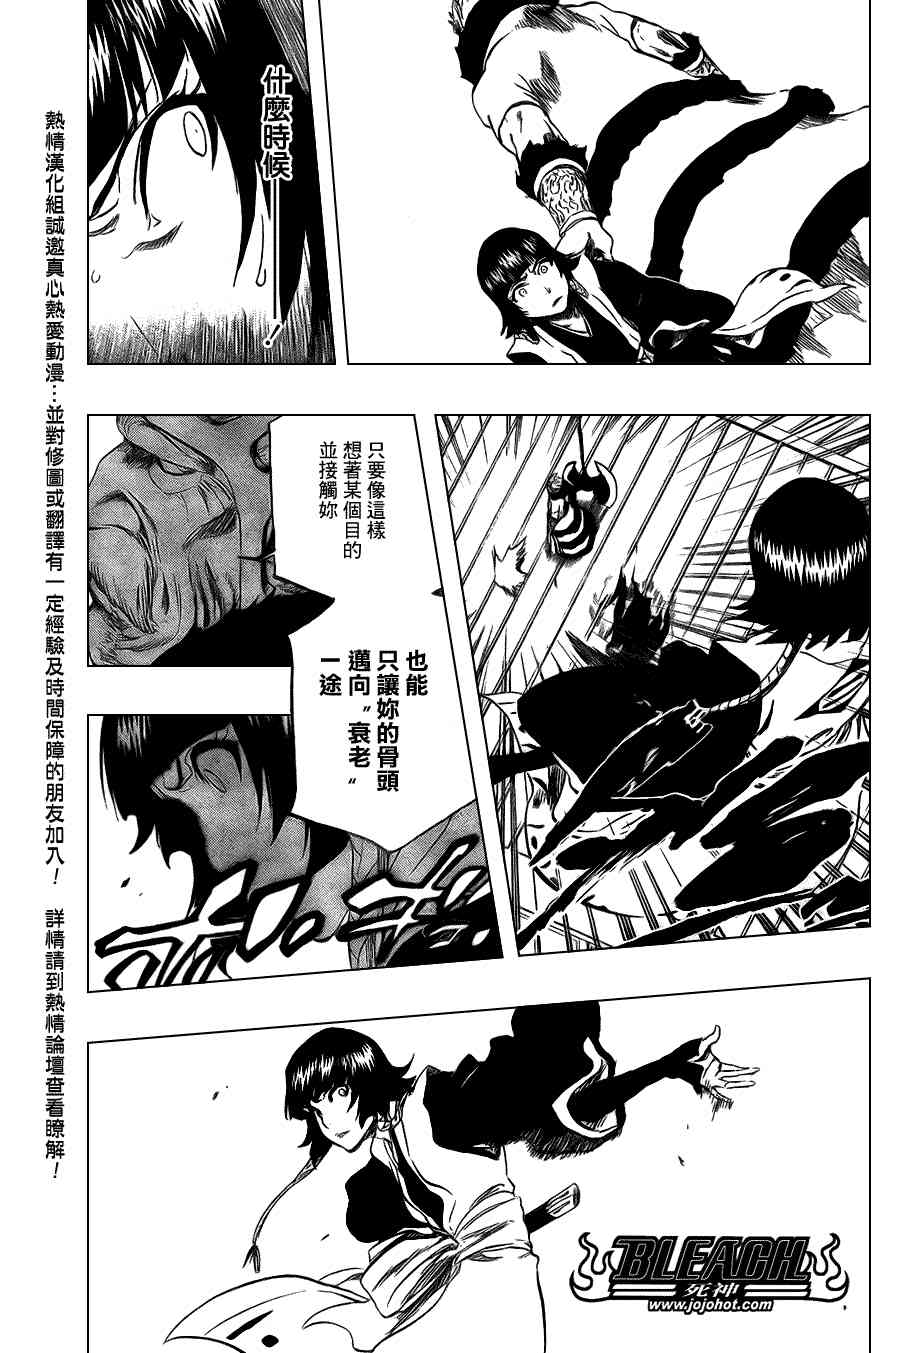 什麼時候……！
只要像這樣
想著某個目的
並接觸妳
也能
只讓妳的骨頭
邁向〝衰老〞
一途
熱情漢化組誠邀真心熱愛動漫…並對修圖或翻譯有一定經驗及時間保障的朋友加入！ 詳情請到熱情論壇查看瞭解！
BLEACH
死神
www.jojohot.com